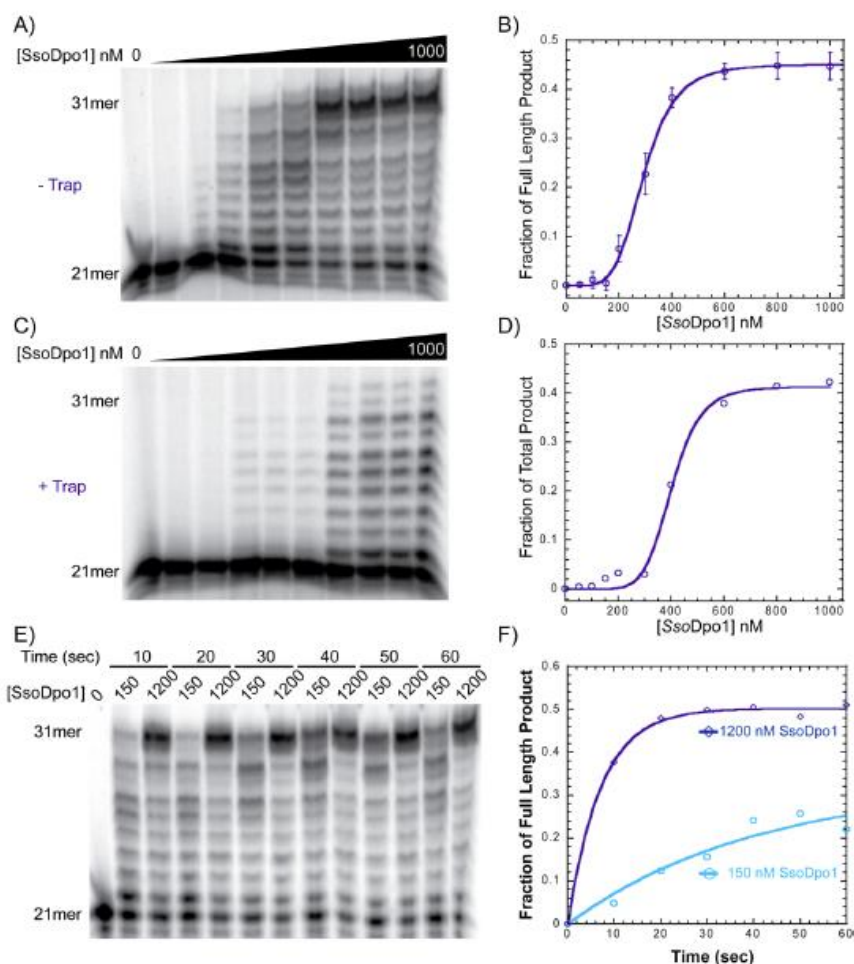 A)
[SsoDpo1] nM 0 1000
31mer
- Trap
21mer
B)
Fraction of Full Length Product
0.5
0.4
0.3
0.2
0.1
0
0 200 400 600 800 1000
[SsoDpo1] nM
C)
[SsoDpo1] nM 0 1000
31mer
+ Trap
21mer
D)
Fraction of Total Product
0.5
0.4
0.3
0.2
0.1
0
0 200 400 600 800 1000
[SsoDpo1] nM
E)
Time (sec) 10 20 30 40 50 60
[SsoDpo1] 0 150 1200 150 1200 150 1200 150 1200 150 1200 150 1200
31mer
21mer
F)
Fraction of Full Length Product
0.6
0.5
0.4
0.3
0.2
0.1
0
1200 nM SsoDpo1
150 nM SsoDpo1
0 10 20 30 40 50 60
Time (sec)